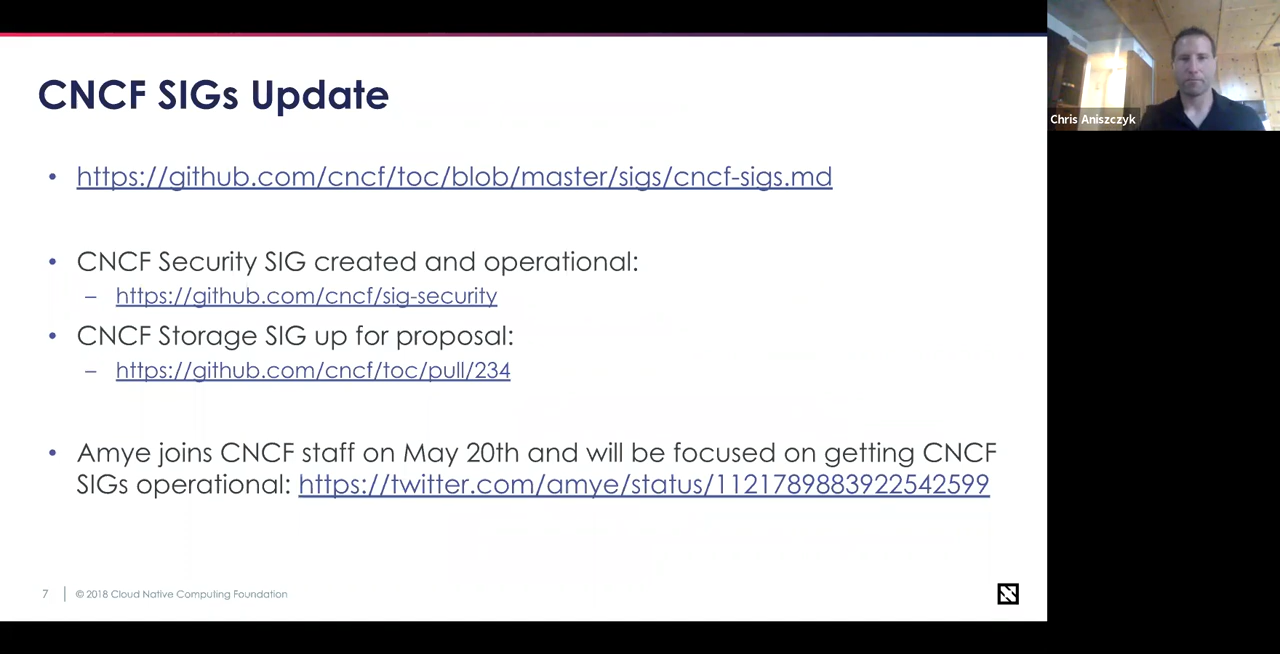 CNCF SIGs Update
• https://github.com/cncf/toc/blob/master/sigs/cncf-sigs.md
• CNCF Security SIG created and operational:
– https://github.com/cncf/sig-security
• CNCF Storage SIG up for proposal:
– https://github.com/cncf/toc/pull/234
• Amye joins CNCF staff on May 20th and will be focused on getting CNCF
SIGs operational: https://twitter.com/amye/status/1121789883922542599
7 | © 2018 Cloud Native Computing Foundation
Chris Aniszczyk